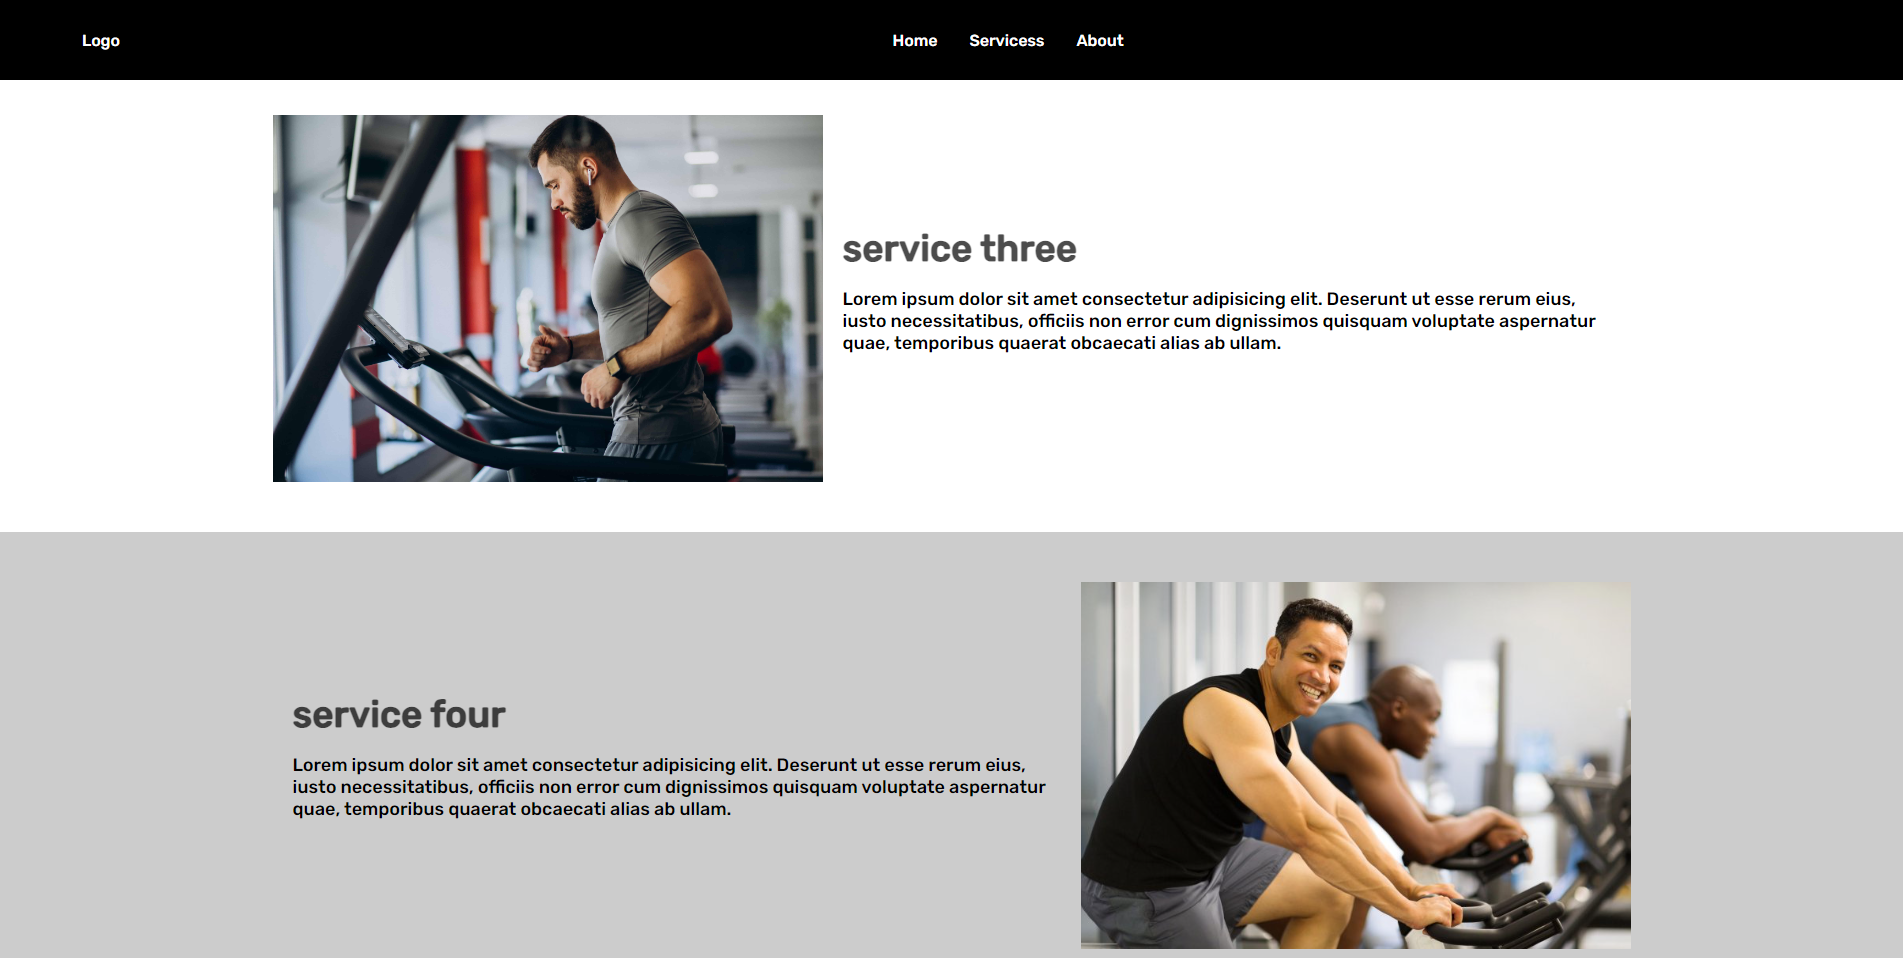 Logo
Home Servicess About
service three
Lorem ipsum dolor sit amet consectetur adipisicing elit. Deserunt ut esse rerum eius,
iusto necessitatibus, officiis non error cum dignissimos quisquam voluptate aspernatur
quae, temporibus quaerat obcaecati alias ab ullam.
service four
Lorem ipsum dolor sit amet consectetur adipisicing elit. Deserunt ut esse rerum eius,
iusto necessitatibus, officiis non error cum dignissimos quisquam voluptate aspernatur
quae, temporibus quaerat obcaecati alias ab ullam.